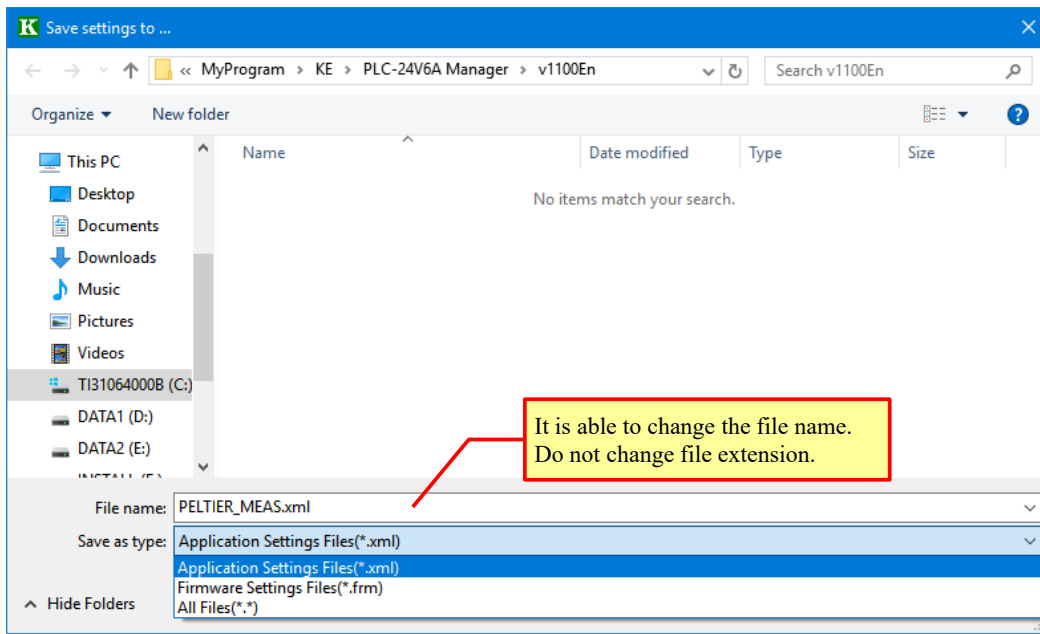 K Save settings to ...
« MyProgram > KE > PLC-24V6A Manager > v1100En
Search v1100En
Organize
New folder
Name
Date modified
Type
Size
No items match your search.
This PC
Desktop
Documents
Downloads
Music
Pictures
Videos
TI31064000B (C:)
DATA1 (D:)
DATA2 (E:)
It is able to change the file name.
Do not change file extension.
File name: PELTIER_MEAS.xml
Save as type: Application Settings Files(*.xml)
Application Settings Files(*.xml)
Firmware Settings Files(*.frm)
All Files(*.*)
Hide Folders